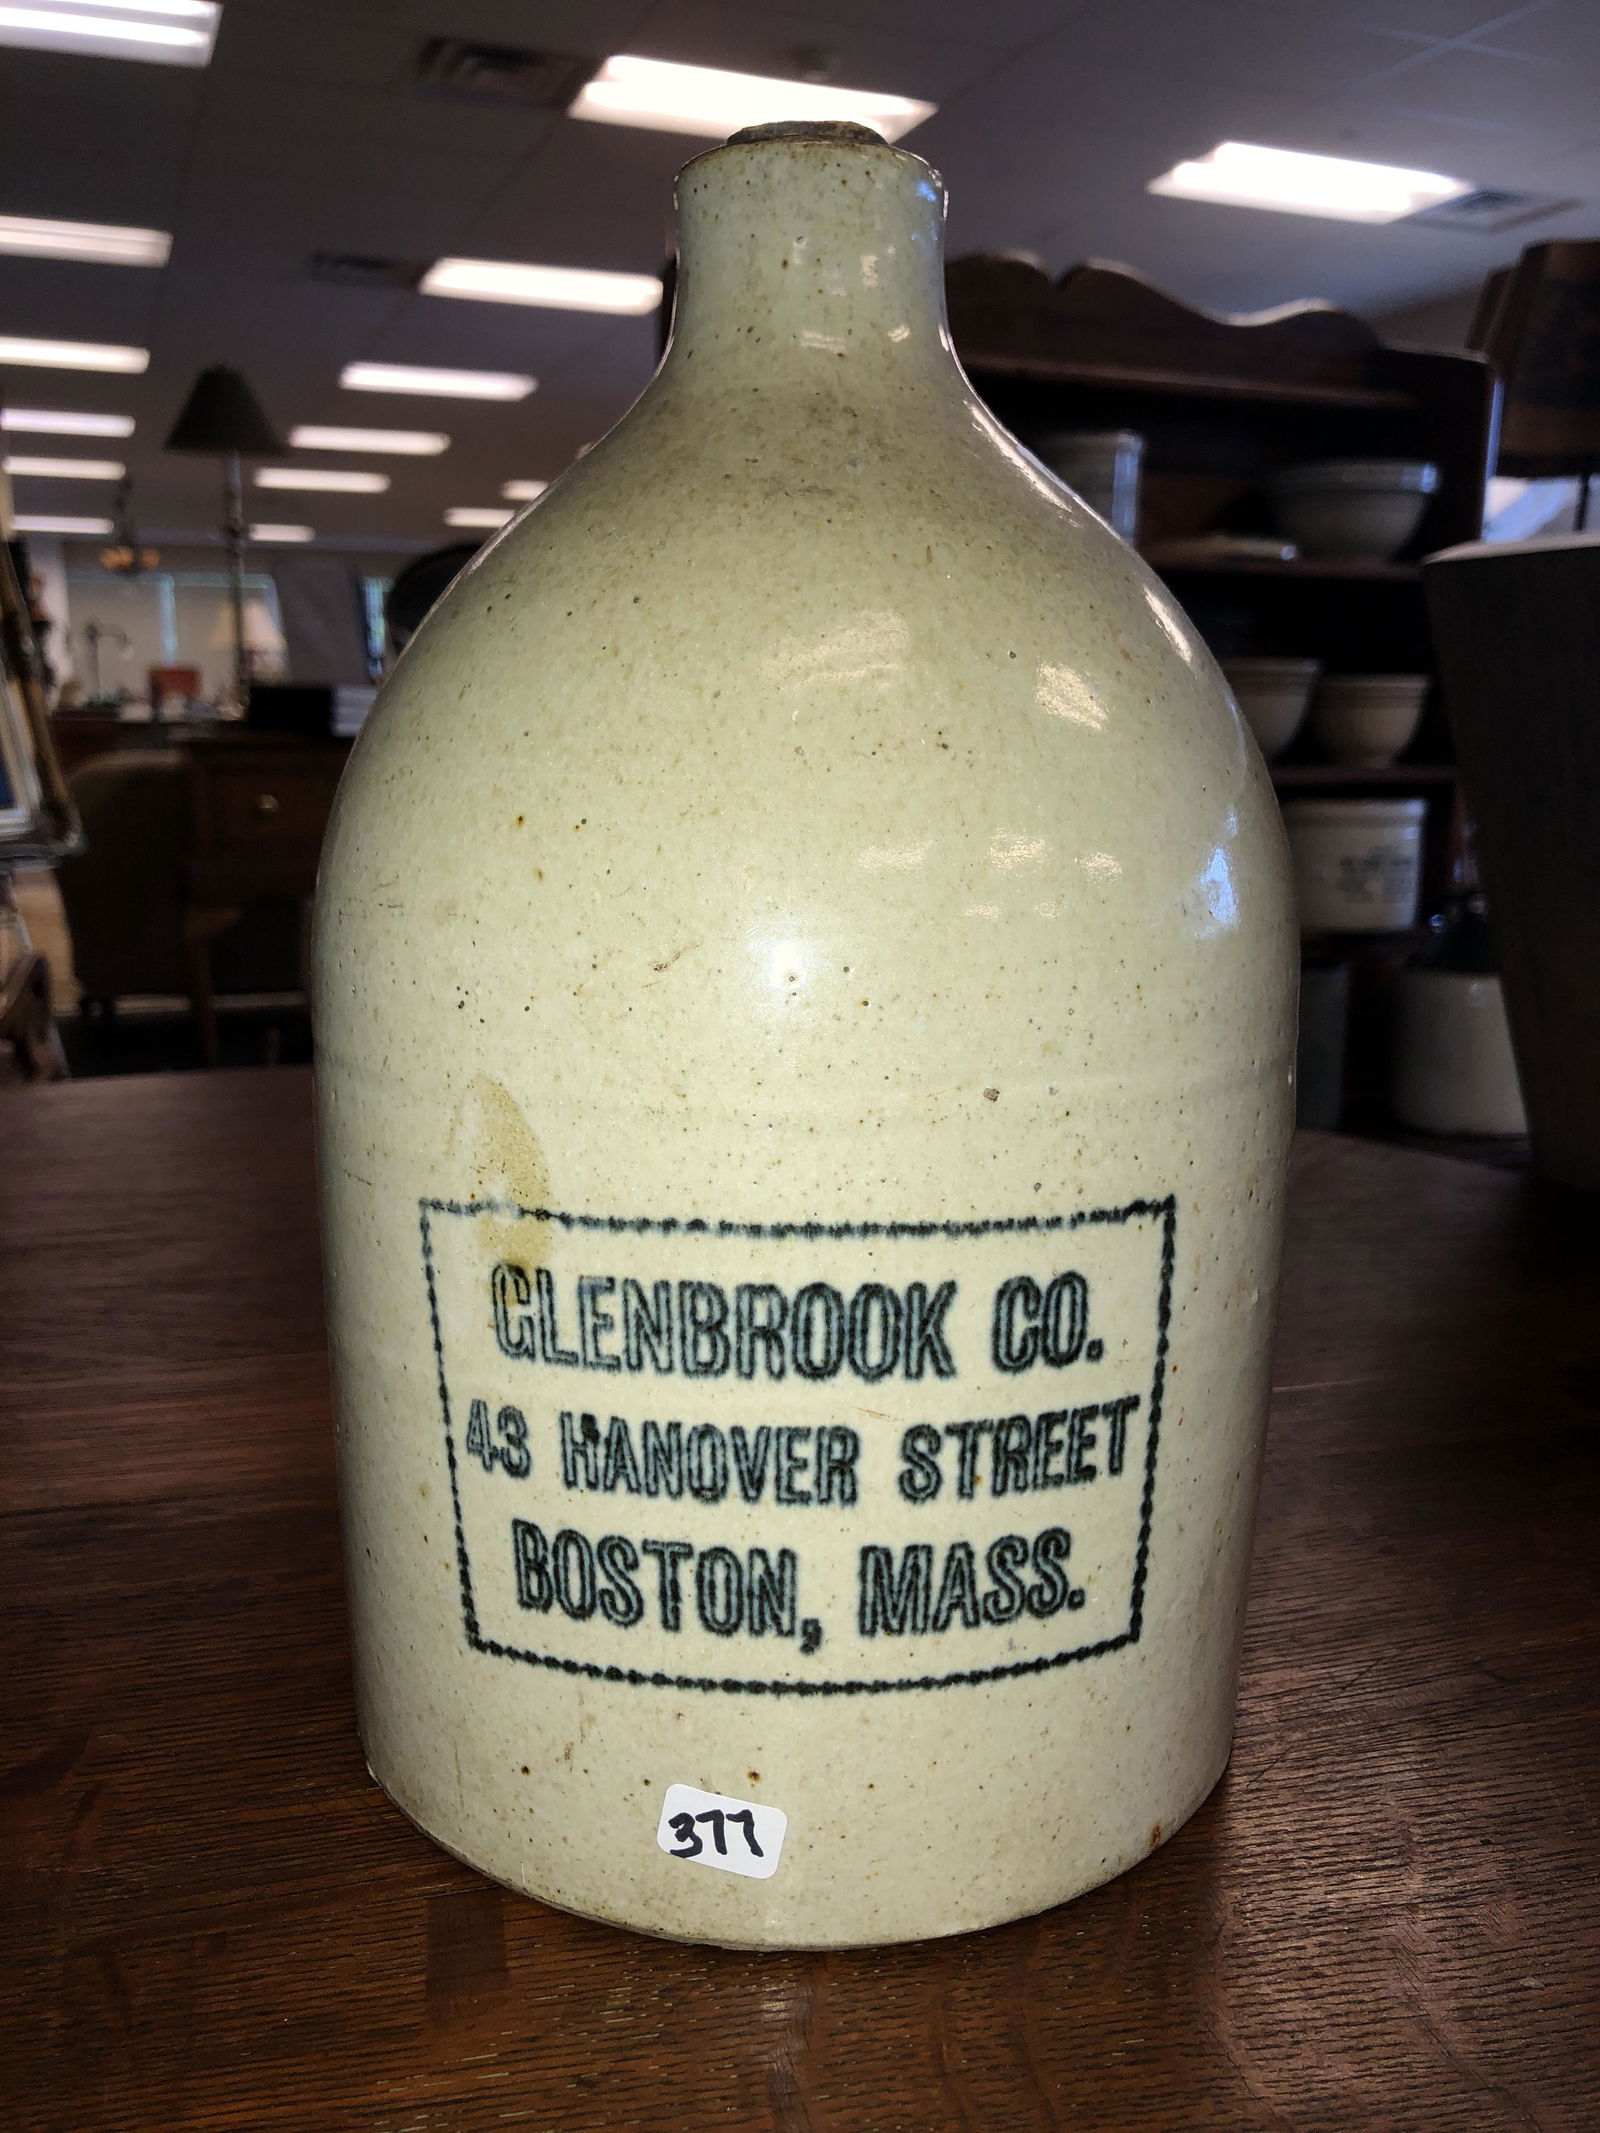 GLENBROOK CO.
43 HANOVER STREET
BOSTON, MASS.
377